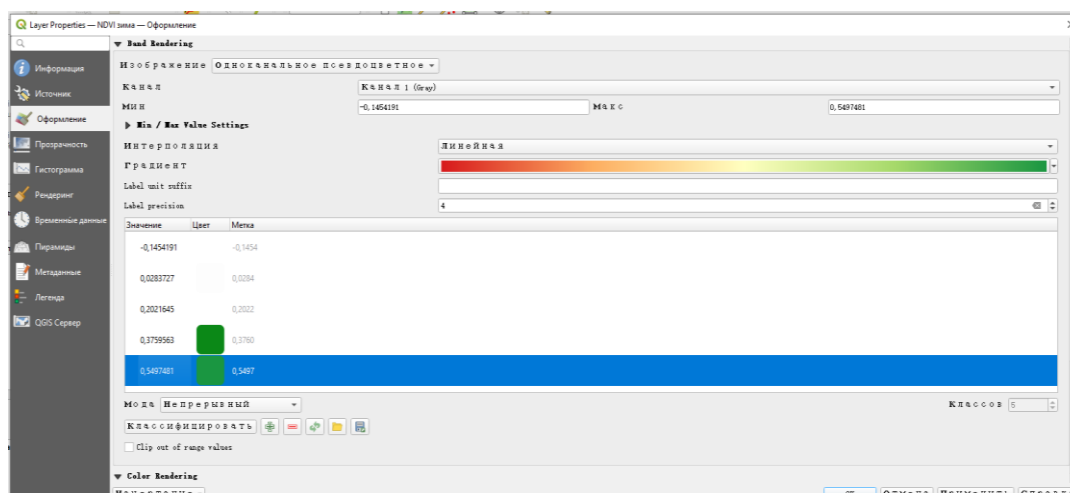 Layer Properties — NDVI зима — Оформление
Информация
Источник
Оформление
Прозрачность
Гистограмма
Рендеринг
Временные данные
Пирамиды
Метаданные
Легенда
QGIS Сервер
Band Rendering
Изображение Одноканальное псевдоцветное
Канал Канал 1 (Gray)
Мин -0,1454191 Макс 0,5497481
Min / Max Value Settings
Интерполяция Линейная
Градиент
Label unit suffix
Label precision 4
Значение Цвет Метка
-0,1454191 -0,1454
0,0283727 0,0284
0,2021645 0,2022
0,3759563 0,3760
0,5497481 0,5497
Мода Непрерывный Классов 5
Классифицировать
Clip out of range values
Color Rendering